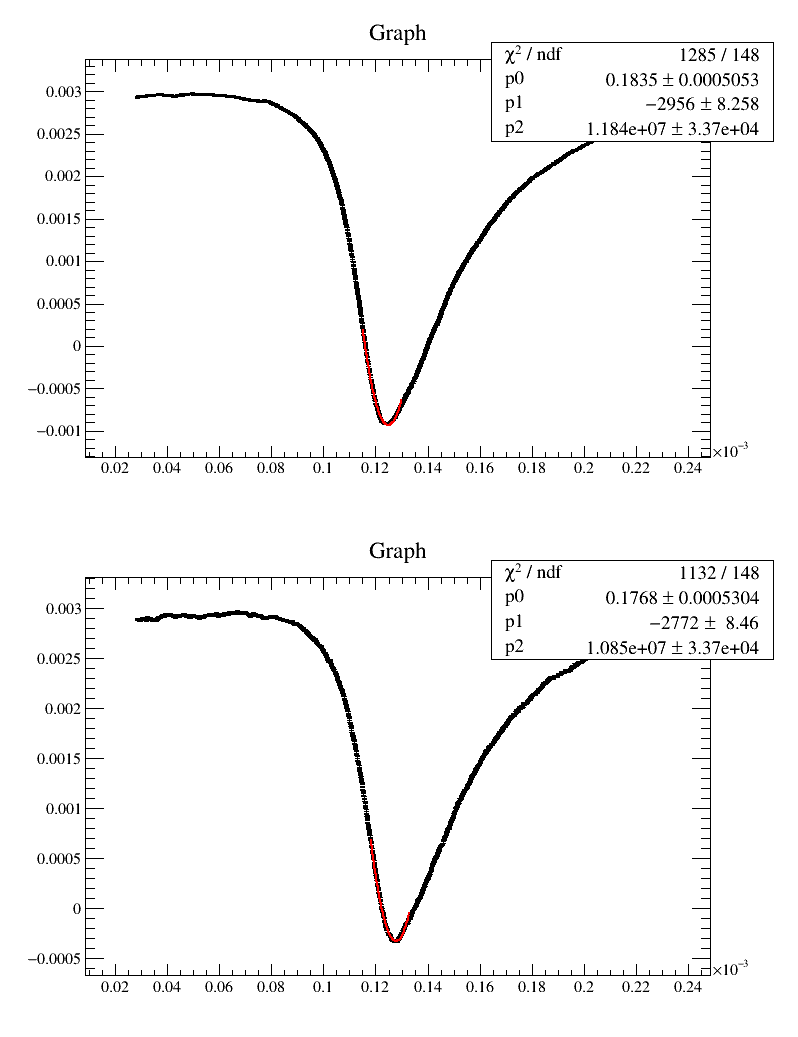 Graph
χ² / ndf 1285 / 148
p0 0.1835 ± 0.0005053
p1 −2956 ± 8.258
p2 1.184e+07 ± 3.37e+04
0.003
0.0025
0.002
0.0015
0.001
0.0005
0
−0.0005
−0.001
0.02 0.04 0.06 0.08 0.1 0.12 0.14 0.16 0.18 0.2 0.22 0.24
×10⁻³
Graph
χ² / ndf 1132 / 148
p0 0.1768 ± 0.0005304
p1 −2772 ± 8.46
p2 1.085e+07 ± 3.37e+04
0.003
0.0025
0.002
0.0015
0.001
0.0005
0
−0.0005
0.02 0.04 0.06 0.08 0.1 0.12 0.14 0.16 0.18 0.2 0.22 0.24
×10⁻³